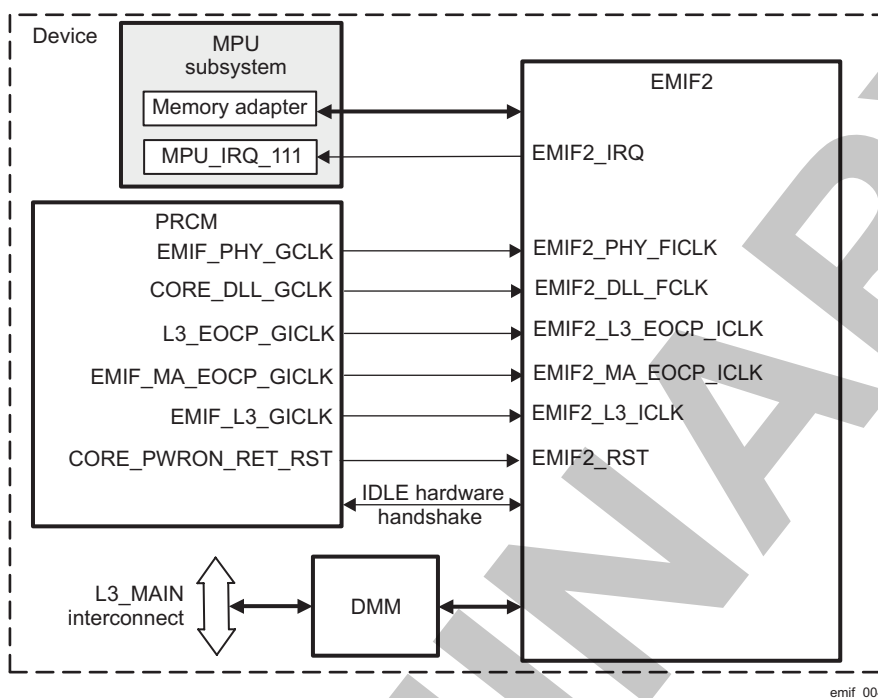 Device
MPU
subsystem
Memory adapter
MPU_IRQ_111
EMIF2
EMIF2_IRQ
PRCM
EMIF_PHY_GCLK
CORE_DLL_GCLK
L3_EOCP_GICLK
EMIF_MA_EOCP_GICLK
EMIF_L3_GICLK
CORE_PWRON_RET_RST
EMIF2_PHY_FICLK
EMIF2_DLL_FCLK
EMIF2_L3_EOCP_ICLK
EMIF2_MA_EOCP_ICLK
EMIF2_L3_ICLK
EMIF2_RST
IDLE hardware
handshake
L3_MAIN
interconnect
DMM